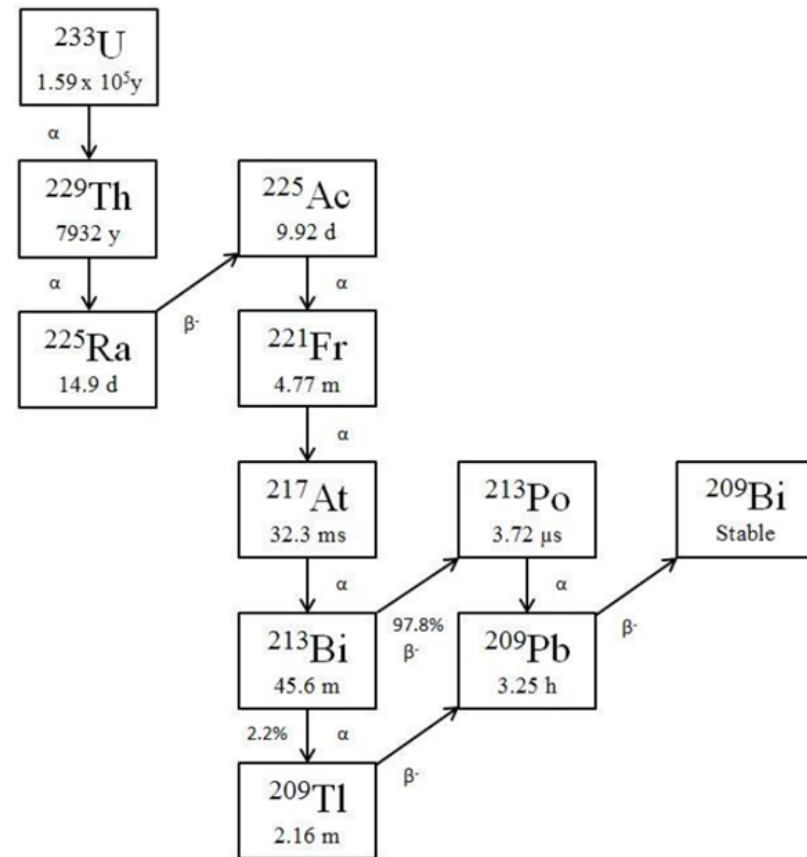 ²³³U
1.59 x 10⁵y
α
²²⁹Th
7932 y
α
²²⁵Ra
14.9 d
β⁻
²²⁵Ac
9.92 d
α
²²¹Fr
4.77 m
α
²¹⁷At
32.3 ms
α
²¹³Bi
45.6 m
97.8%
β⁻
²¹³Po
3.72 µs
α
²⁰⁹Pb
3.25 h
β⁻
²⁰⁹Bi
Stable
2.2%
α
²⁰⁹Tl
2.16 m
β⁻